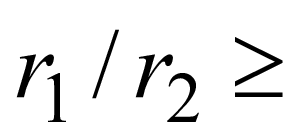 r₁ / r₂ ≥